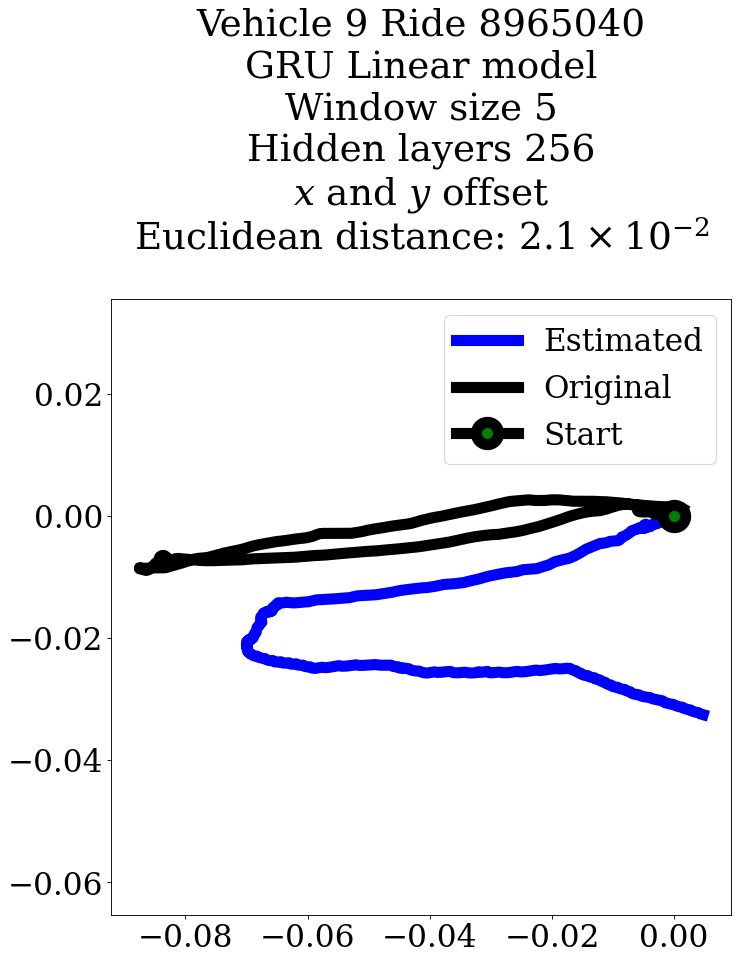 Vehicle 9 Ride 8965040
GRU Linear model
Window size 5
Hidden layers 256
x and y offset
Euclidean distance: 2.1 × 10⁻²
Estimated
Original
Start
0.02
0.00
−0.02
−0.04
−0.06
−0.08 −0.06 −0.04 −0.02 0.00